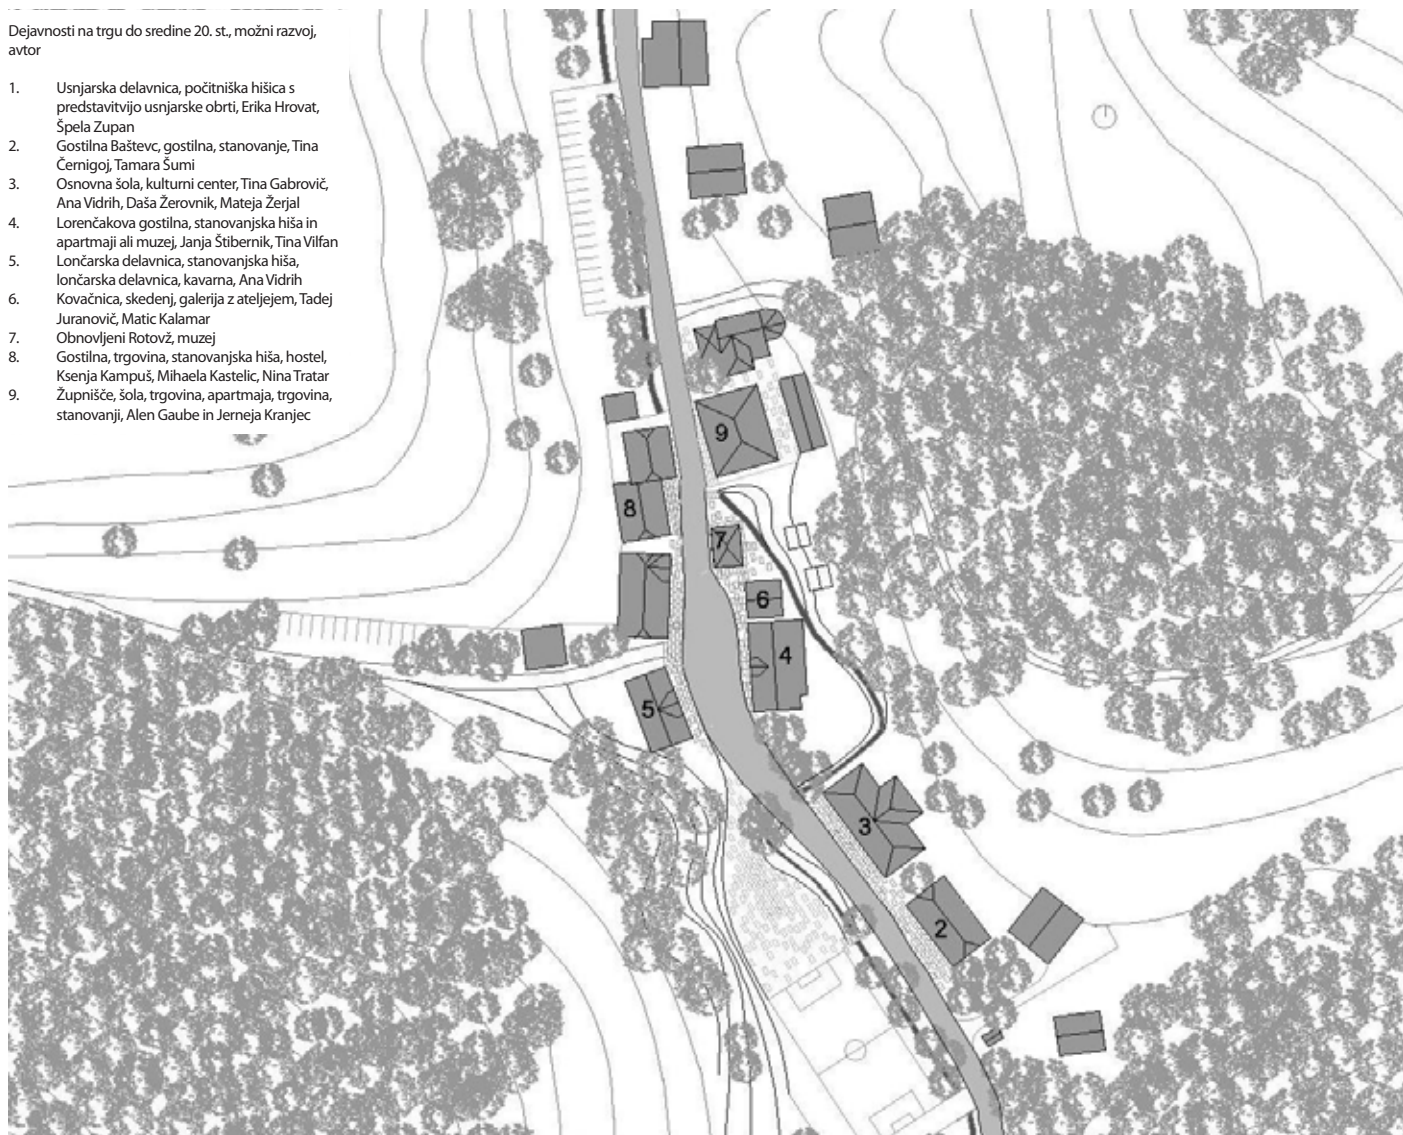 Dejavnosti na trgu do sredine 20. st., možni razvoj,
avtor
1. Usnjarska delavnica, počitniška hišica s
predstavitvijo usnjarske obrti, Erika Hrovat,
Špela Zupan
2. Gostilna Baštevc, gostilna, stanovanje, Tina
Černigoj, Tamara Šumi
3. Osnovna šola, kulturni center, Tina Gabrovič,
Ana Vidrih, Daša Žerovnik, Mateja Žerjal
4. Lorenčakova gostilna, stanovanjska hiša in
apartmaji ali muzej, Janja Štibernik, Tina Vilfan
5. Lončarska delavnica, stanovanjska hiša,
lončarska delavnica, kavarna, Ana Vidrih
6. Kovačnica, skedenj, galerija z ateljejem, Tadej
Juranovič, Matic Kalamar
7. Obnovljeni Rotovž, muzej
8. Gostilna, trgovina, stanovanjska hiša, hostel,
Ksenja Kampuš, Mihaela Kastelic, Nina Tratar
9. Župnišče, šola, trgovina, apartmaja, trgovina,
stanovanji, Alen Gaube in Jerneja Kranjec
9
8
7
6
4
5
3
2